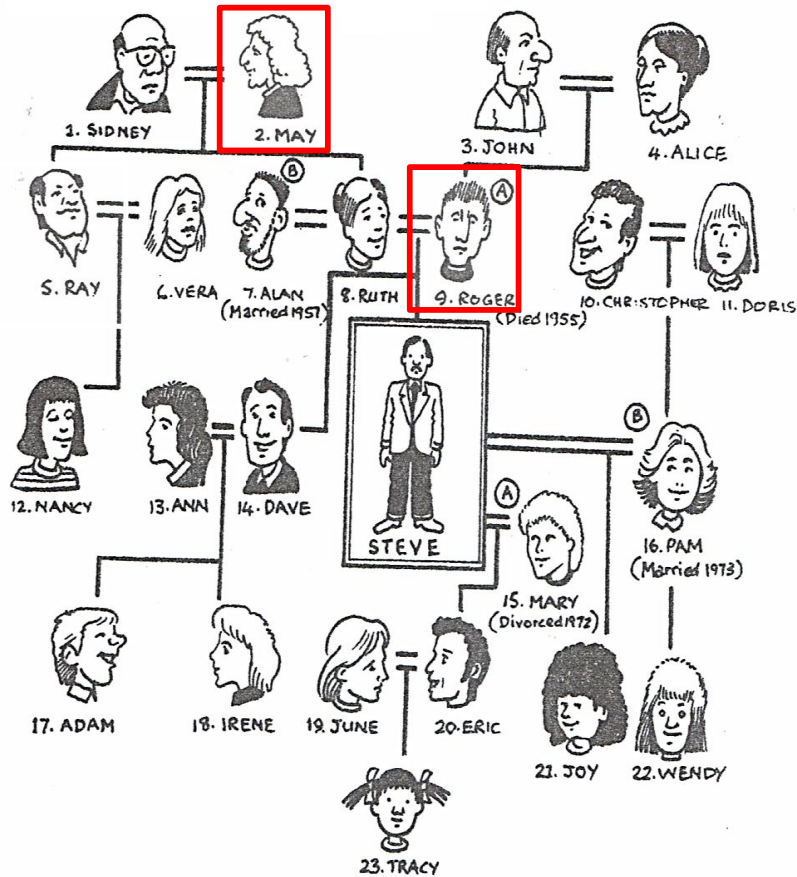 1. SIDNEY
2. MAY
3. JOHN
4. ALICE
B
A
5. RAY
6. VERA
7. ALAN
(Married 1957)
8. RUTH
9. ROGER
(Died 1955)
10. CHRISTOPHER
11. DORIS
B
12. NANCY
13. ANN
14. DAVE
A
STEVE
15. MARY
(Divorced 1972)
16. PAM
(Married 1973)
17. ADAM
18. IRENE
19. JUNE
20. ERIC
21. JOY
22. WENDY
23. TRACY